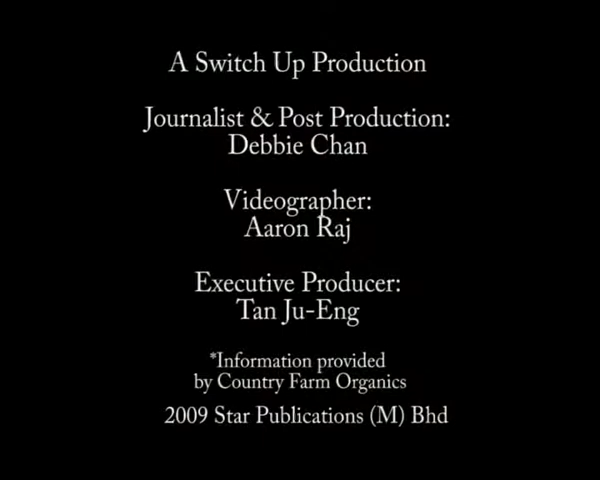 A Switch Up Production
Journalist & Post Production:
Debbie Chan
Videographer:
Aaron Raj
Executive Producer:
Tan Ju-Eng
*Information provided
by Country Farm Organics
2009 Star Publications (M) Bhd